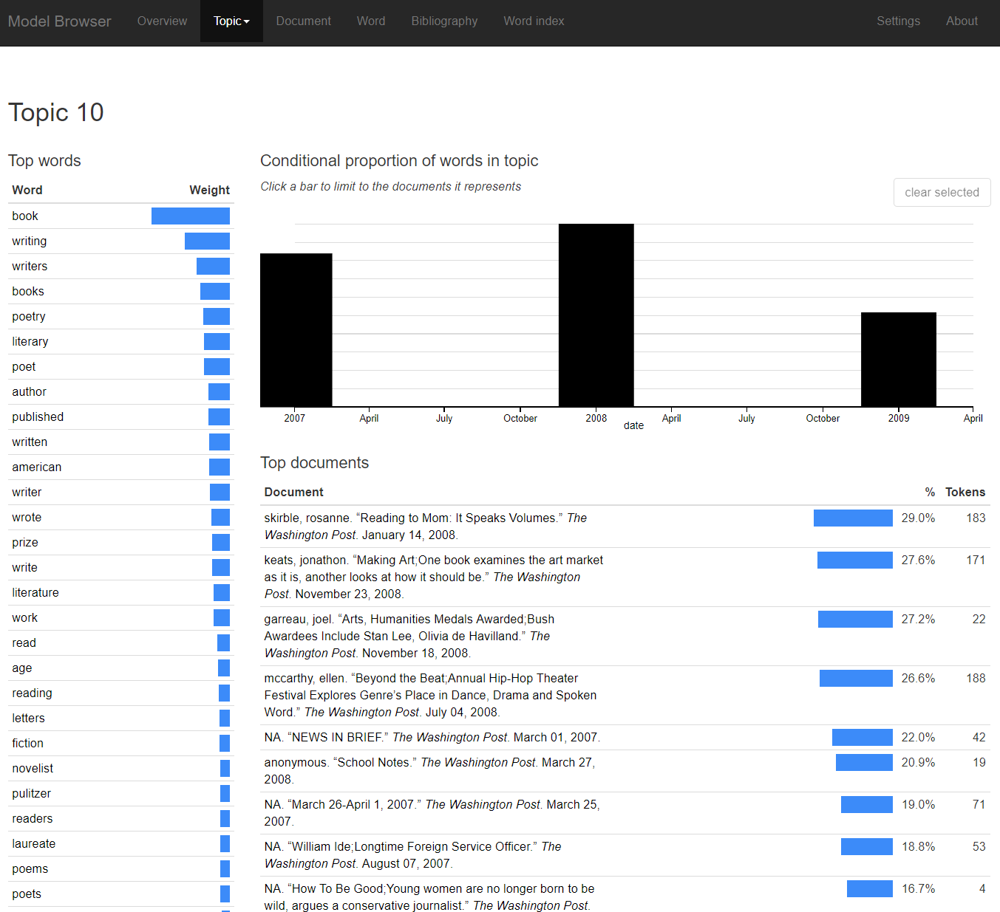 Model Browser Overview Topic Document Word Bibliography Word index Settings About
Topic 10
Top words
Word Weight
book
writing
writers
books
poetry
literary
poet
author
published
written
american
writer
wrote
prize
write
literature
work
read
age
reading
letters
fiction
novelist
pulitzer
readers
laureate
poems
poets
Conditional proportion of words in topic
Click a bar to limit to the documents it represents
clear selected
2007 April July October 2008 April July October 2009 April
date
Top documents
Document % Tokens
skirble, rosanne. “Reading to Mom: It Speaks Volumes.” The 29.0% 183
Washington Post. January 14, 2008.
keats, jonathon. “Making Art;One book examines the art market 27.6% 171
as it is, another looks at how it should be.” The Washington
Post. November 23, 2008.
garreau, joel. “Arts, Humanities Medals Awarded;Bush 27.2% 22
Awardees Include Stan Lee, Olivia de Havilland.” The
Washington Post. November 18, 2008.
mccarthy, ellen. “Beyond the Beat;Annual Hip-Hop Theater 26.6% 188
Festival Explores Genre’s Place in Dance, Drama and Spoken
Word.” The Washington Post. July 04, 2008.
NA. “NEWS IN BRIEF.” The Washington Post. March 01, 2007. 22.0% 42
anonymous. “School Notes.” The Washington Post. March 27, 20.9% 19
2008.
NA. “March 26-April 1, 2007.” The Washington Post. March 25, 19.0% 71
2007.
NA. “William Ide;Longtime Foreign Service Officer.” The 18.8% 53
Washington Post. August 07, 2007.
NA. “How To Be Good;Young women are no longer born to be 16.7% 4
wild, argues a conservative journalist.” The Washington Post.